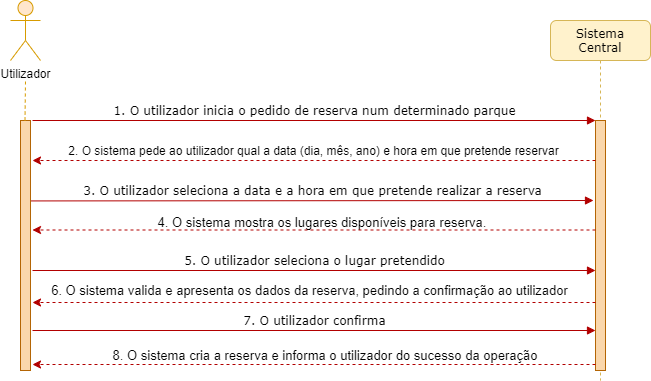 Sistema
Central
Utilizador
1. O utilizador inicia o pedido de reserva num determinado parque
2. O sistema pede ao utilizador qual a data (dia, mês, ano) e hora em que pretende reservar
3. O utilizador seleciona a data e a hora em que pretende realizar a reserva
4. O sistema mostra os lugares disponíveis para reserva.
5. O utilizador seleciona o lugar pretendido
6. O sistema valida e apresenta os dados da reserva, pedindo a confirmação ao utilizador
7. O utilizador confirma
8. O sistema cria a reserva e informa o utilizador do sucesso da operação